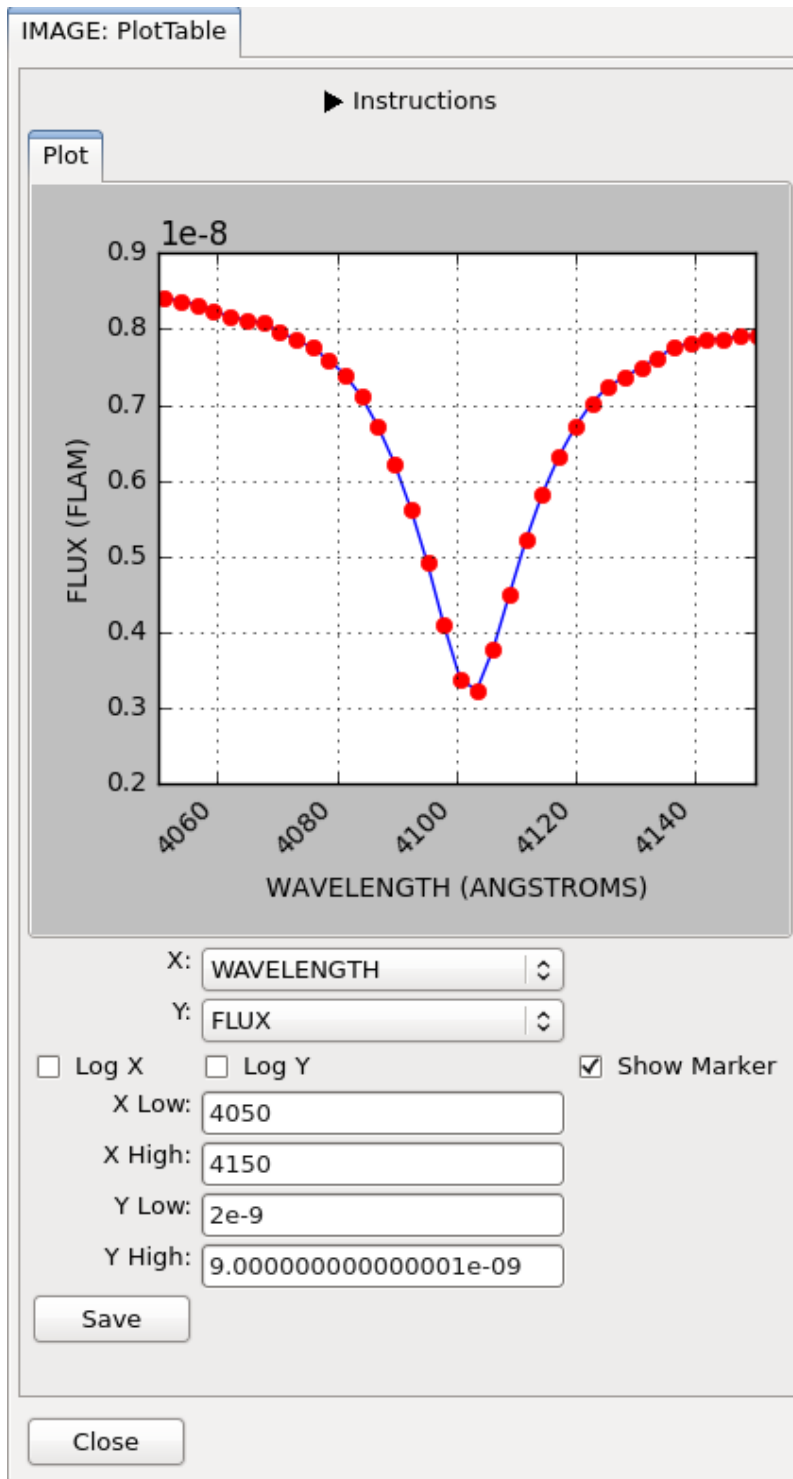 IMAGE: PlotTable
▶ Instructions
Plot
1e-8
0.9
0.8
0.7
0.6
0.5
0.4
0.3
0.2
FLUX (FLAM)
4060 4080 4100 4120 4140
WAVELENGTH (ANGSTROMS)
X: WAVELENGTH
Y: FLUX
Log X Log Y Show Marker
X Low: 4050
X High: 4150
Y Low: 2e-9
Y High: 9.000000000000001e-09
Save
Close